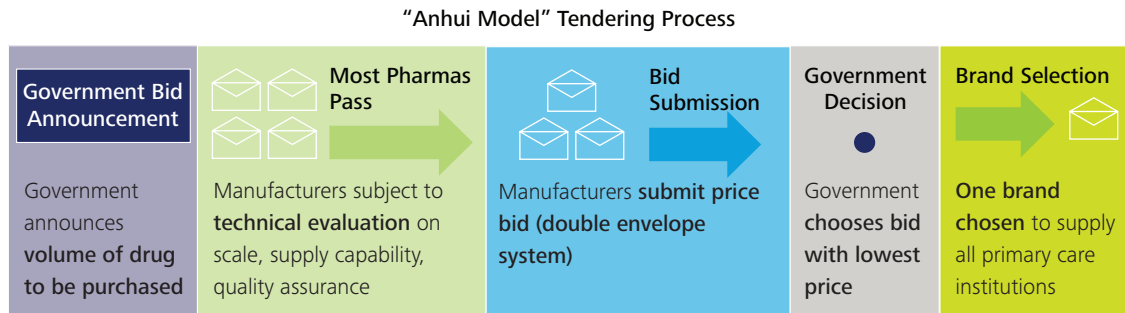 “Anhui Model” Tendering Process
Government Bid
Announcement
Government
announces
volume of drug
to be purchased
Most Pharmas
Pass
Manufacturers subject to
technical evaluation on
scale, supply capability,
quality assurance
Bid
Submission
Manufacturers submit price
bid (double envelope
system)
Government
Decision
Government
chooses bid
with lowest
price
Brand Selection
One brand
chosen to supply
all primary care
institutions